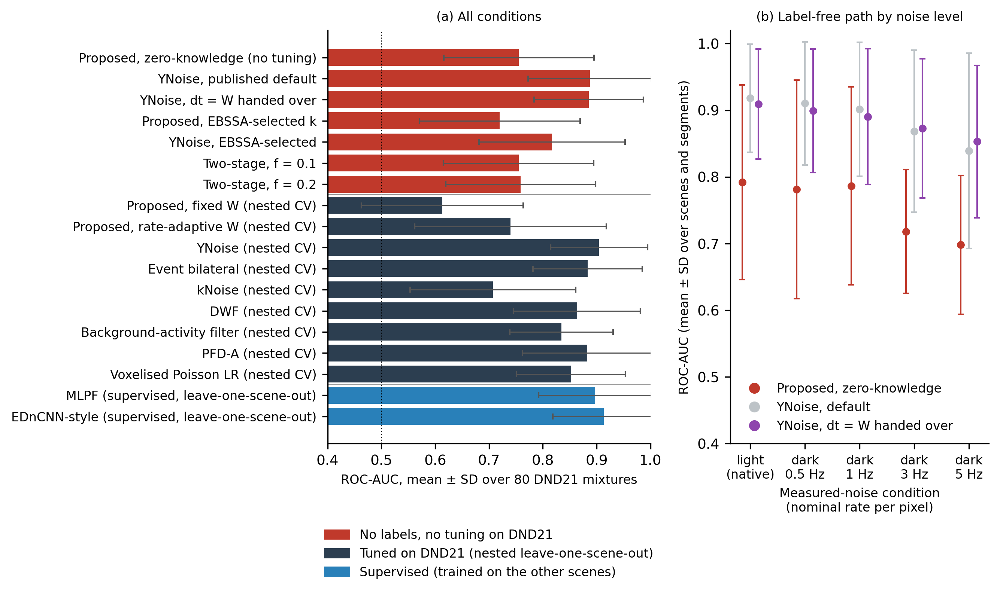 (a) All conditions
Proposed, zero-knowledge (no tuning)
YNoise, published default
YNoise, dt = W handed over
Proposed, EBSSA-selected k
YNoise, EBSSA-selected
Two-stage, f = 0.1
Two-stage, f = 0.2
Proposed, fixed W (nested CV)
Proposed, rate-adaptive W (nested CV)
YNoise (nested CV)
Event bilateral (nested CV)
kNoise (nested CV)
DWF (nested CV)
Background-activity filter (nested CV)
PFD-A (nested CV)
Voxelised Poisson LR (nested CV)
MLPF (supervised, leave-one-scene-out)
EDnCNN-style (supervised, leave-one-scene-out)
0.4 0.5 0.6 0.7 0.8 0.9 1.0
ROC-AUC, mean ± SD over 80 DND21 mixtures
No labels, no tuning on DND21
Tuned on DND21 (nested leave-one-scene-out)
Supervised (trained on the other scenes)
(b) Label-free path by noise level
ROC-AUC (mean ± SD over scenes and segments)
1.0
0.9
0.8
0.7
0.6
0.5
0.4
Proposed, zero-knowledge
YNoise, default
YNoise, dt = W handed over
light dark dark dark dark
(native) 0.5 Hz 1 Hz 3 Hz 5 Hz
Measured-noise condition
(nominal rate per pixel)